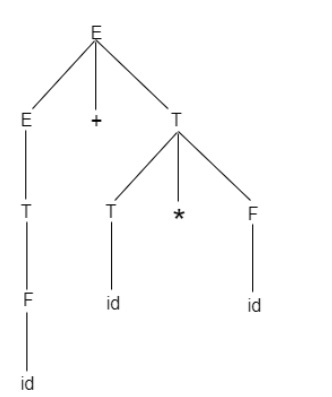 E
E + T
T T * F
F id id
id